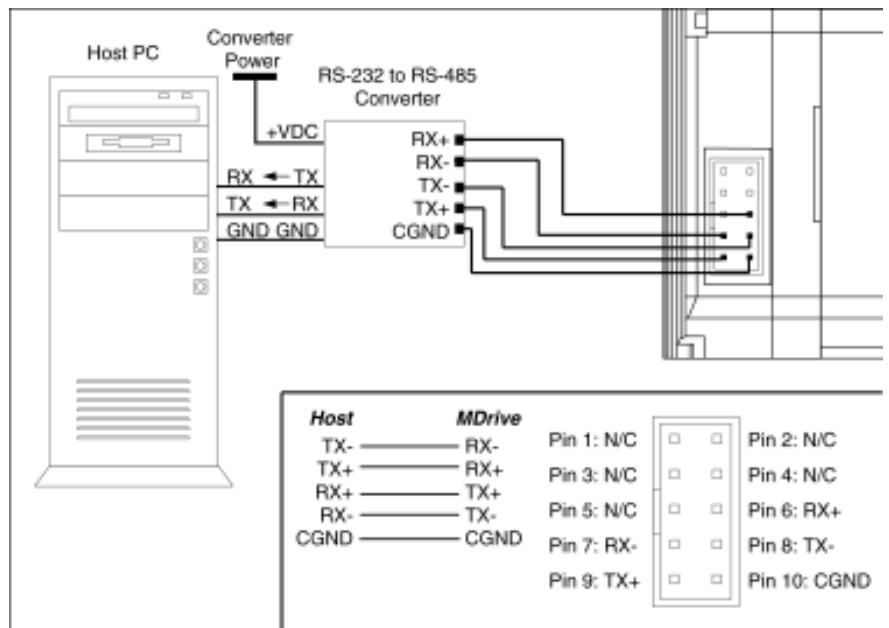 Host PC
Converter
Power
RS-232 to RS-485
Converter
+VDC
RX ◄– TX
TX ◄– RX
GND GND
RX+
RX-
TX-
TX+
CGND
Host MDrive
TX- RX-
TX+ RX+
RX+ TX+
RX- TX-
CGND CGND
Pin 1: N/C Pin 2: N/C
Pin 3: N/C Pin 4: N/C
Pin 5: N/C Pin 6: RX+
Pin 7: RX- Pin 8: TX-
Pin 9: TX+ Pin 10: CGND